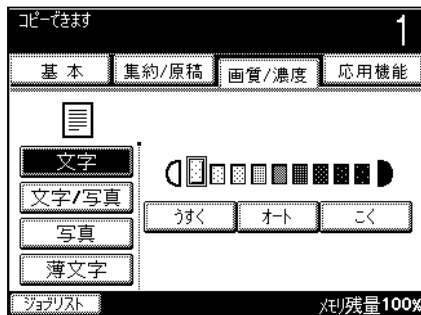 コピーできます
1
基本 集約/原稿 画質/濃度 応用機能
文字
文字/写真
写真
薄文字
うすく オート こく
ジョブリスト メモリ残量100%